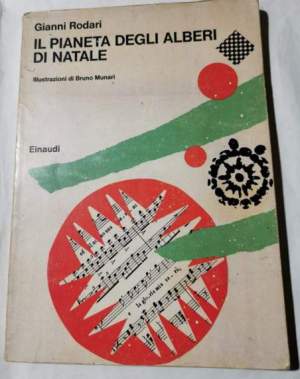 Gianni Rodari
IL PIANETA DEGLI ALBERI
DI NATALE
Illustrazioni di Bruno Munari
Einaudi